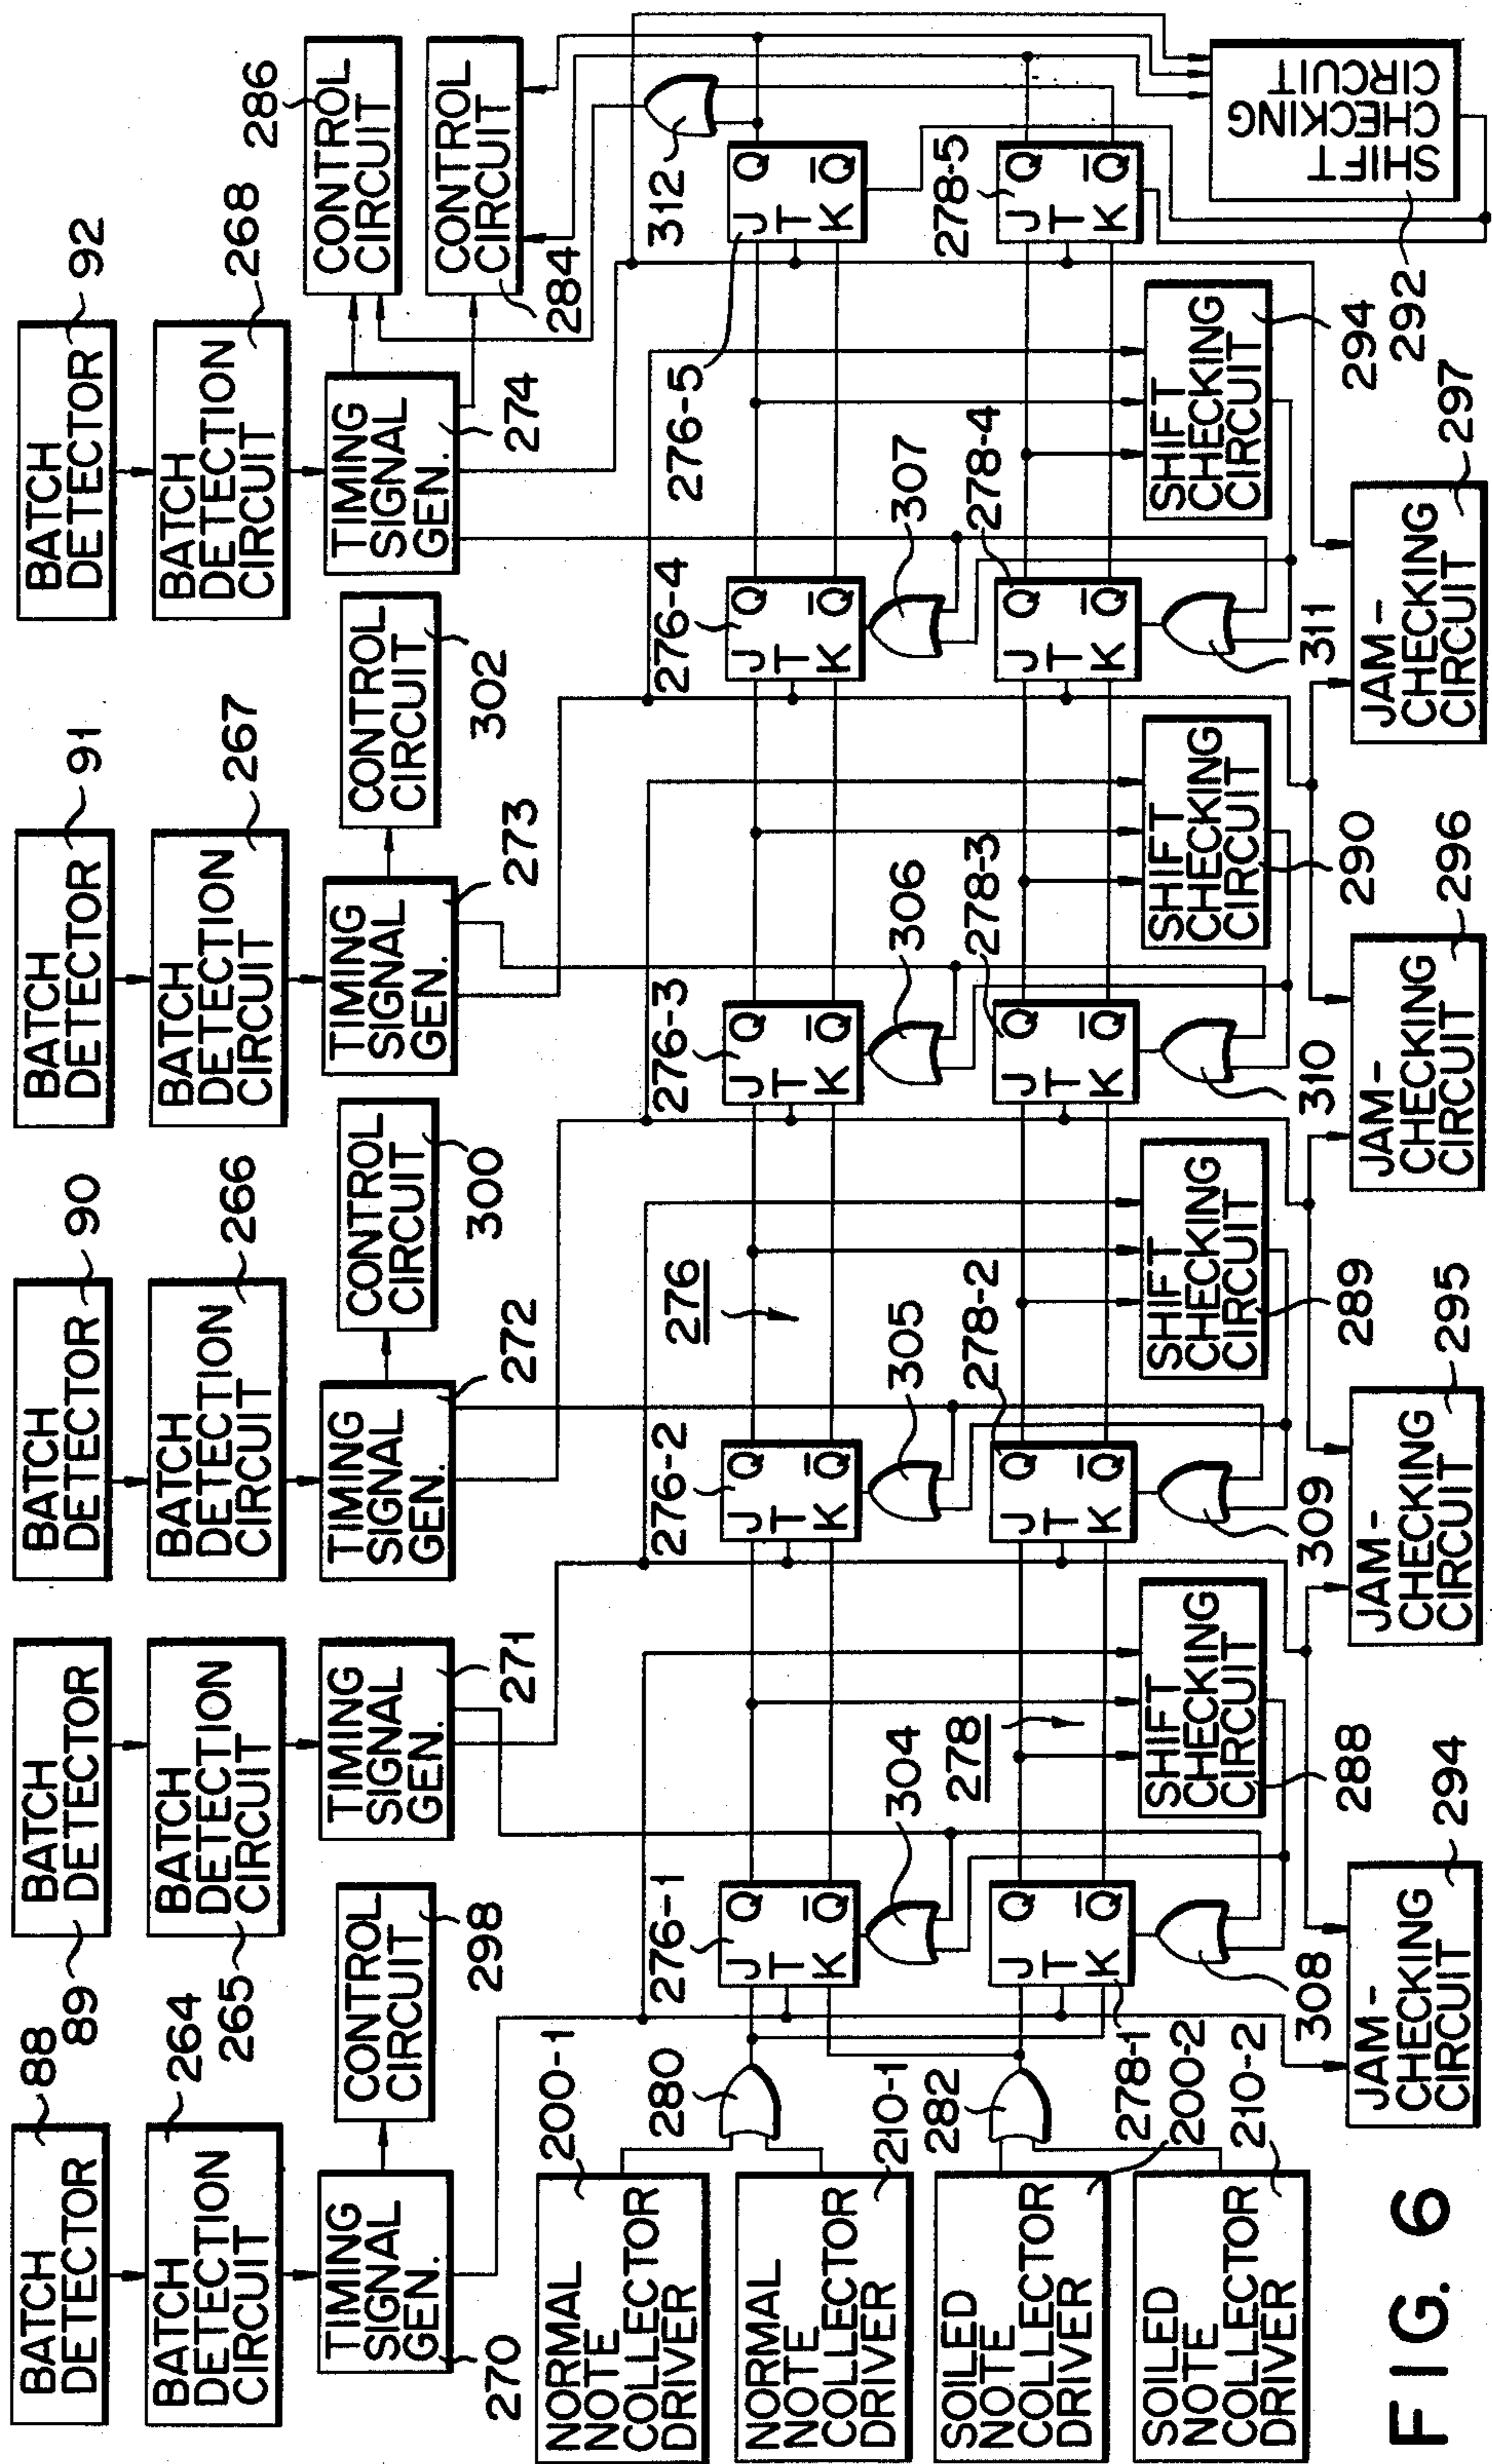 BATCH
DETECTOR
88
BATCH
DETECTOR
89
BATCH
DETECTOR
90
BATCH
DETECTOR
91
BATCH
DETECTOR
92
BATCH
DETECTION
CIRCUIT
264
BATCH
DETECTION
CIRCUIT
265
BATCH
DETECTION
CIRCUIT
266
BATCH
DETECTION
CIRCUIT
267
BATCH
DETECTION
CIRCUIT
268
TIMING
SIGNAL
GEN.
270
CONTROL
CIRCUIT
298
TIMING
SIGNAL
GEN.
271
TIMING
SIGNAL
GEN.
272
CONTROL
CIRCUIT
300
TIMING
SIGNAL
GEN.
273
CONTROL
CIRCUIT
302
TIMING
SIGNAL
GEN.
274
CONTROL
CIRCUIT
286
CONTROL
CIRCUIT
284
312
NORMAL
NOTE
COLLECTOR
DRIVER
200-1
NORMAL
NOTE
COLLECTOR
DRIVER
210-1
SOILED
NOTE
COLLECTOR
DRIVER
200-2
SOILED
NOTE
COLLECTOR
DRIVER
210-2
280
282
276-1
J Q
T
K Q̅
276-2
J Q
T
K Q̅
276-3
J Q
T
K Q̅
276-4
J Q
T
K Q̅
276-5
J Q
T
K Q̅
276
304
305
306
307
278-1
J Q
T
K Q̅
278-2
J Q
T
K Q̅
278-3
J Q
T
K Q̅
278-4
J Q
T
K Q̅
278-5
J Q
T
K Q̅
278
308
309
310
311
SHIFT
CHECKING
CIRCUIT
288
SHIFT
CHECKING
CIRCUIT
289
SHIFT
CHECKING
CIRCUIT
290
SHIFT
CHECKING
CIRCUIT
294
SHIFT
CHECKING
CIRCUIT
292
JAM-
CHECKING
CIRCUIT
294
JAM-
CHECKING
CIRCUIT
295
JAM-
CHECKING
CIRCUIT
296
JAM-
CHECKING
CIRCUIT
297
FIG. 6